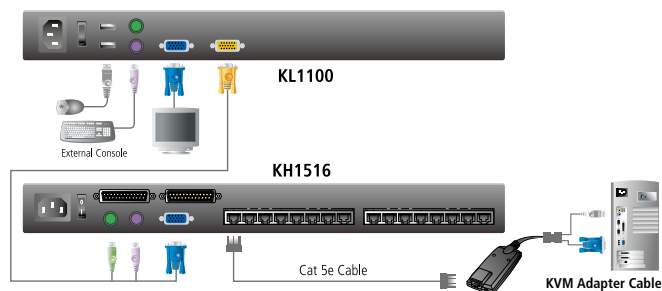 KL1100
External Console
KH1516
Cat 5e Cable
KVM Adapter Cable